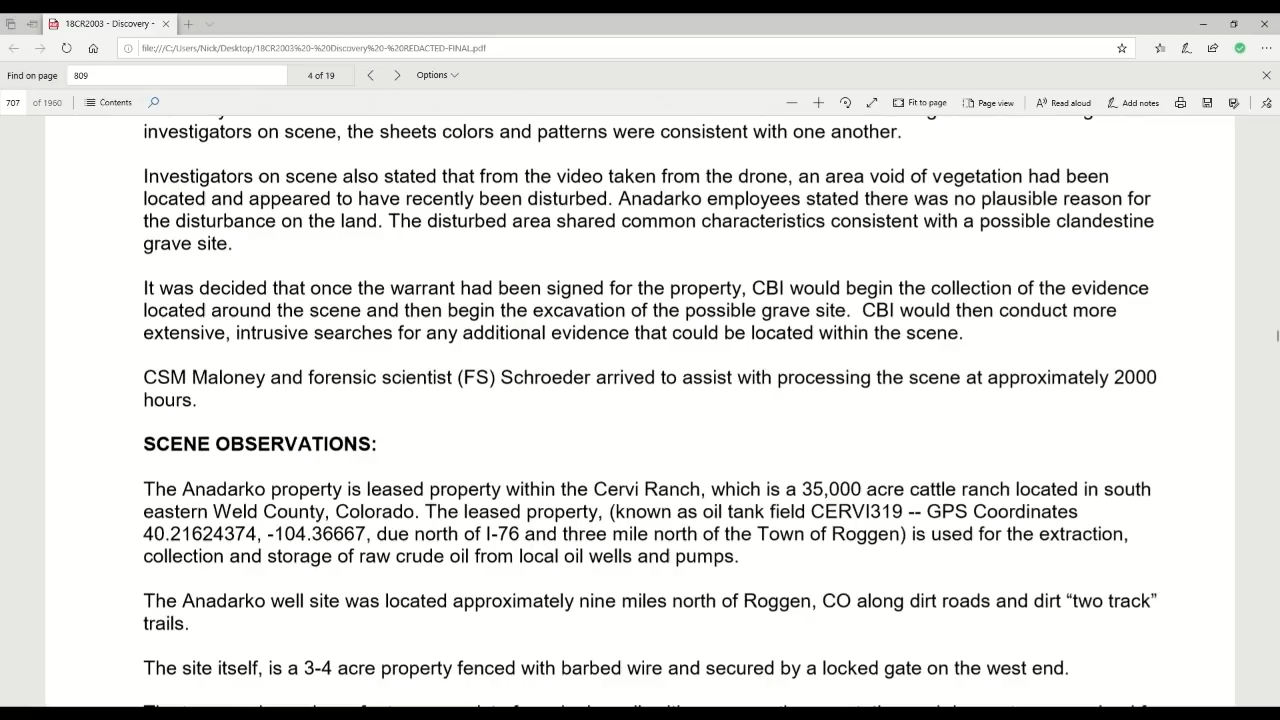 18CR2003 - Discovery -
file:///C:/Users/Nick/Desktop/18CR2003%20-%20Discovery%20-%20REDACTED-FINAL.pdf
Find on page 809 4 of 19 Options
707 of 1960 Contents Fit to page Page view Read aloud Add notes
investigators on scene, the sheets colors and patterns were consistent with one another.
Investigators on scene also stated that from the video taken from the drone, an area void of vegetation had been
located and appeared to have recently been disturbed. Anadarko employees stated there was no plausible reason for
the disturbance on the land. The disturbed area shared common characteristics consistent with a possible clandestine
grave site.
It was decided that once the warrant had been signed for the property, CBI would begin the collection of the evidence
located around the scene and then begin the excavation of the possible grave site. CBI would then conduct more
extensive, intrusive searches for any additional evidence that could be located within the scene.
CSM Maloney and forensic scientist (FS) Schroeder arrived to assist with processing the scene at approximately 2000
hours.
SCENE OBSERVATIONS:
The Anadarko property is leased property within the Cervi Ranch, which is a 35,000 acre cattle ranch located in south
eastern Weld County, Colorado. The leased property, (known as oil tank field CERVI319 -- GPS Coordinates
40.21624374, -104.36667, due north of I-76 and three mile north of the Town of Roggen) is used for the extraction,
collection and storage of raw crude oil from local oil wells and pumps.
The Anadarko well site was located approximately nine miles north of Roggen, CO along dirt roads and dirt “two track”
trails.
The site itself, is a 3-4 acre property fenced with barbed wire and secured by a locked gate on the west end.